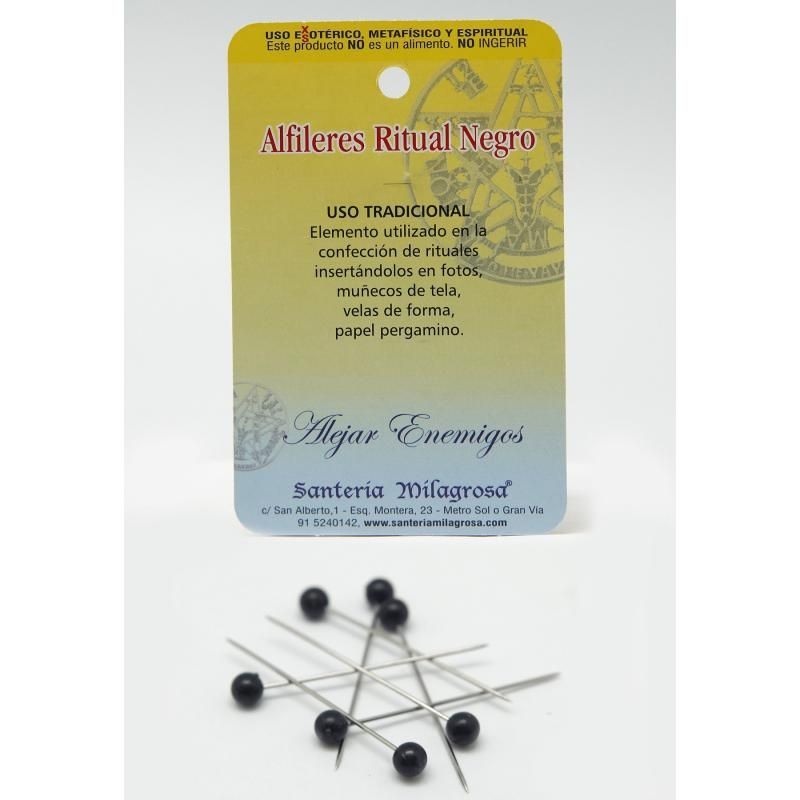 USO EXSOTÉRICO, METAFÍSICO Y ESPIRITUAL
Este producto NO es un alimento. NO INGERIR
Alfileres Ritual Negro
USO TRADICIONAL
Elemento utilizado en la
confección de rituales
insertándolos en fotos,
muñecos de tela,
velas de forma,
papel pergamino.
Alejar Enemigos
Santería Milagrosa®
c/ San Alberto,1 - Esq. Montera, 23 - Metro Sol o Gran Vía
91 5240142, www.santeriamilagrosa.com